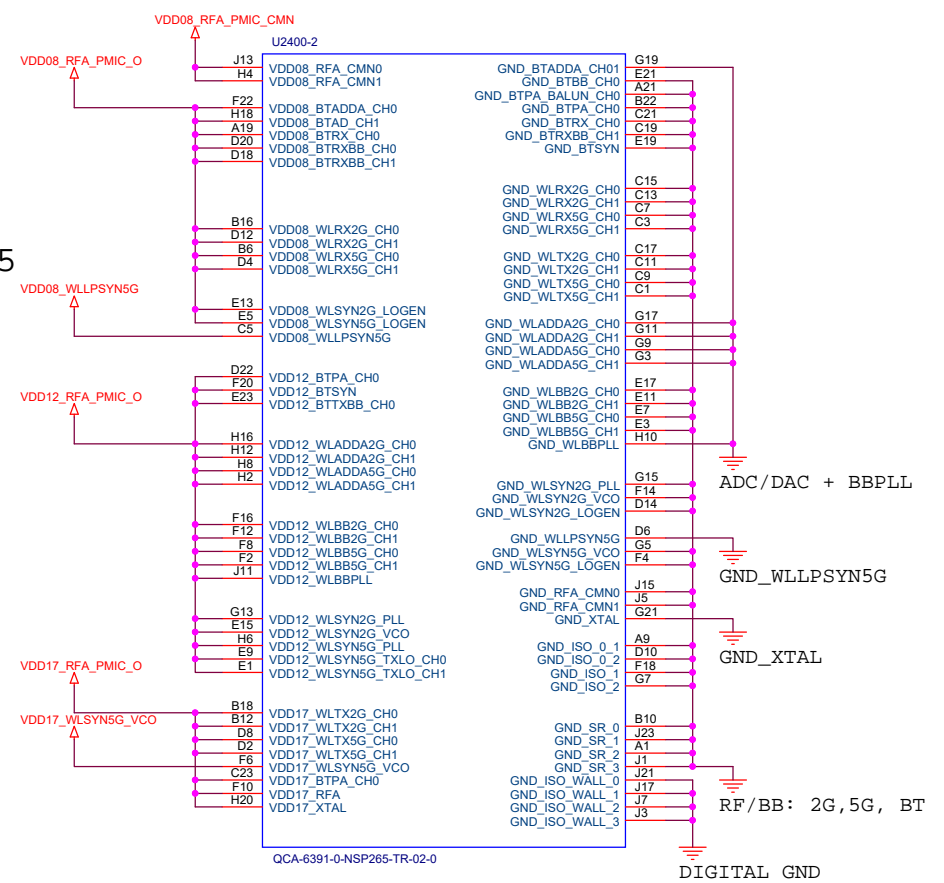 VDD08_RFA_PMIC_CMN
U2400-2
VDD08_RFA_PMIC_O
J13 VDD08_RFA_CMN0
H4 VDD08_RFA_CMN1
F22 VDD08_BTADDA_CH0
H18 VDD08_BTAD_CH1
A19 VDD08_BTRX_CH0
D20 VDD08_BTRXBB_CH0
D18 VDD08_BTRXBB_CH1
B16 VDD08_WLRX2G_CH0
D12 VDD08_WLRX2G_CH1
B6 VDD08_WLRX5G_CH0
D4 VDD08_WLRX5G_CH1
5
VDD08_WLLPSYN5G
E13 VDD08_WLSYN2G_LOGEN
E5 VDD08_WLSYN5G_LOGEN
C5 VDD08_WLLPSYN5G
D22 VDD12_BTPA_CH0
F20 VDD12_BTSYN
E23 VDD12_BTTXBB_CH0
VDD12_RFA_PMIC_O
H16 VDD12_WLADDA2G_CH0
H12 VDD12_WLADDA2G_CH1
H8 VDD12_WLADDA5G_CH0
H2 VDD12_WLADDA5G_CH1
F16 VDD12_WLBB2G_CH0
F12 VDD12_WLBB2G_CH1
F8 VDD12_WLBB5G_CH0
F2 VDD12_WLBB5G_CH1
J11 VDD12_WLBBPLL
G13 VDD12_WLSYN2G_PLL
E15 VDD12_WLSYN2G_VCO
H6 VDD12_WLSYN5G_PLL
E9 VDD12_WLSYN5G_TXLO_CH0
E1 VDD12_WLSYN5G_TXLO_CH1
VDD17_RFA_PMIC_O
B18 VDD17_WLTX2G_CH0
B12 VDD17_WLTX2G_CH1
D8 VDD17_WLTX5G_CH0
D2 VDD17_WLTX5G_CH1
VDD17_WLSYN5G_VCO
F6 VDD17_WLSYN5G_VCO
C23 VDD17_BTPA_CH0
F10 VDD17_RFA
H20 VDD17_XTAL
GND_BTADDA_CH01 G19
GND_BTBB_CH0 E21
GND_BTPA_BALUN_CH0 A21
GND_BTPA_CH0 B22
GND_BTRX_CH0 C21
GND_BTRXBB_CH1 C19
GND_BTSYN E19
GND_WLRX2G_CH0 C15
GND_WLRX2G_CH1 C13
GND_WLRX5G_CH0 C7
GND_WLRX5G_CH1 C3
GND_WLTX2G_CH0 C17
GND_WLTX2G_CH1 C11
GND_WLTX5G_CH0 C9
GND_WLTX5G_CH1 C1
GND_WLADDA2G_CH0 G17
GND_WLADDA2G_CH1 G11
GND_WLADDA5G_CH0 G9
GND_WLADDA5G_CH1 G3
GND_WLBB2G_CH0 E17
GND_WLBB2G_CH1 E11
GND_WLBB5G_CH0 E7
GND_WLBB5G_CH1 E3
GND_WLBBPLL H10
ADC/DAC + BBPLL
GND_WLSYN2G_PLL G15
GND_WLSYN2G_VCO F14
GND_WLSYN2G_LOGEN D14
GND_WLLPSYN5G D6
GND_WLSYN5G_VCO G5
GND_WLSYN5G_LOGEN F4
GND_WLLPSYN5G
GND_RFA_CMN0 J15
GND_RFA_CMN1 J5
GND_XTAL G21
GND_XTAL
GND_ISO_0_1 A9
GND_ISO_0_2 D10
GND_ISO_1 F18
GND_ISO_2 G7
GND_SR_0 B10
GND_SR_1 J23
GND_SR_2 A1
GND_SR_3 J1
GND_ISO_WALL_0 J21
GND_ISO_WALL_1 J17
GND_ISO_WALL_2 J7
GND_ISO_WALL_3 J3
RF/BB: 2G,5G, BT
QCA-6391-0-NSP265-TR-02-0
DIGITAL GND